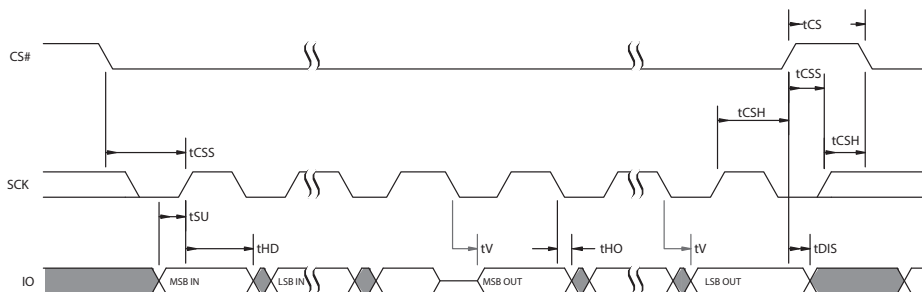 tCS
CS#
tCSS
tCSH
tCSS
tCSH
SCK
tSU
tHD
tV
tHO
tV
tDIS
IO
MSB IN
LSB IN
MSB OUT
LSB OUT